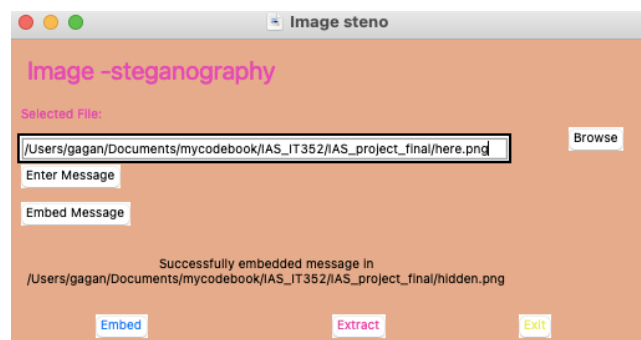 Image steno
Image -steganography
Selected File:
/Users/gagan/Documents/mycodebook/IAS_IT352/IAS_project_final/here.png
Browse
Enter Message
Embed Message
Successfully embedded message in
/Users/gagan/Documents/mycodebook/IAS_IT352/IAS_project_final/hidden.png
Embed Extract Exit